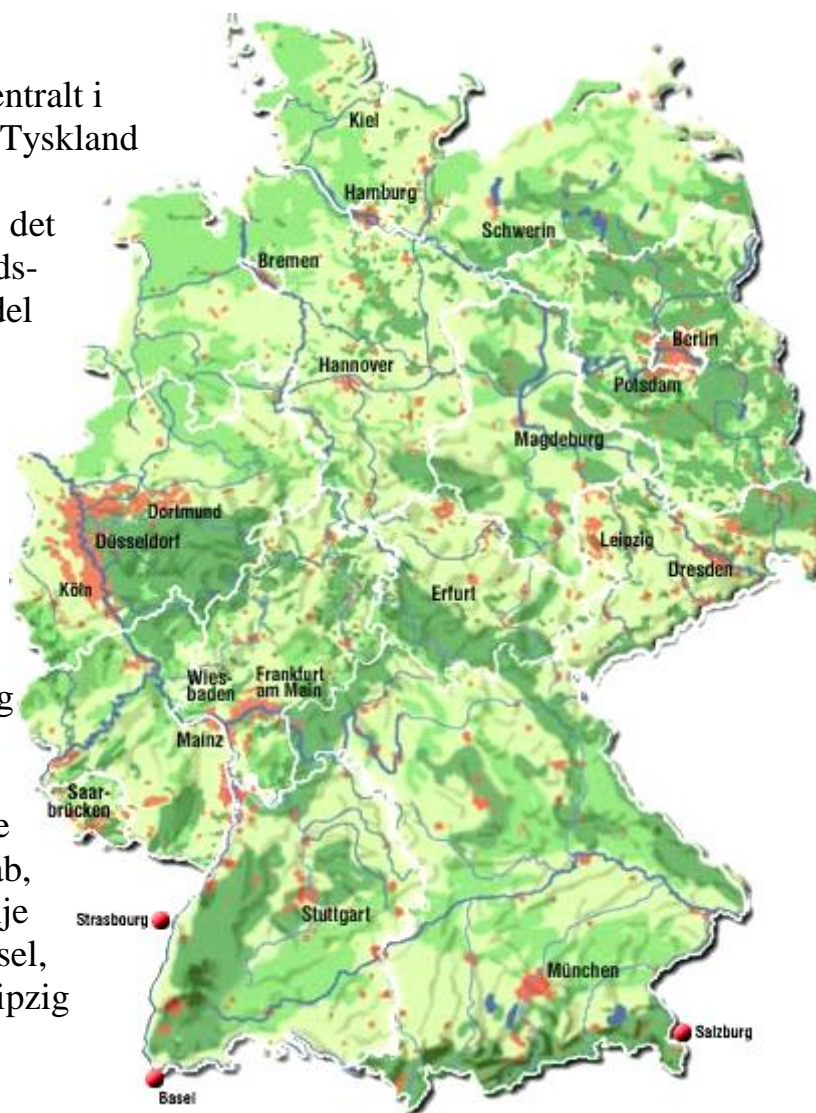 entralt i
Tyskland
det
ds-
del
g
e
ab,
je
sel,
ipzig
Kiel
Hamburg
Schwerin
Bremen
Berlin
Hannover
Potsdam
Magdeburg
Dortmund
Düsseldorf
Leipzig
Köln
Dresden
Erfurt
Wies-
baden
Frankfurt
am Main
Mainz
Saar-
brücken
Strasbourg
Stuttgart
München
Salzburg
Basel